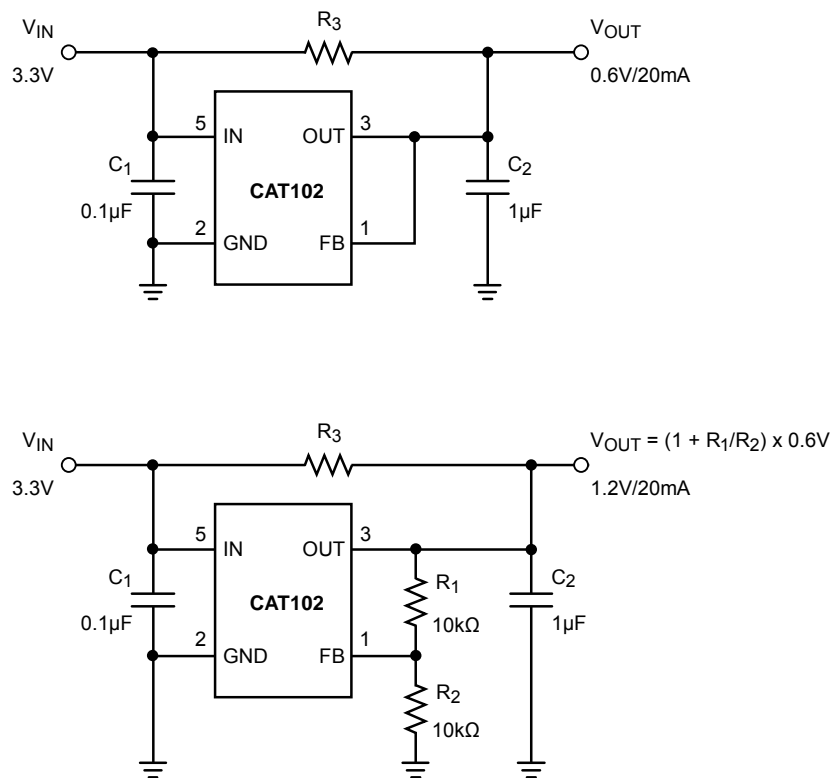 R3
VIN
VOUT
3.3V
0.6V/20mA
5
IN
OUT
3
C1
C2
CAT102
0.1µF
1µF
2
GND
FB
1
R3
VIN
VOUT = (1 + R1/R2) x 0.6V
3.3V
1.2V/20mA
5
IN
OUT
3
C1
R1
C2
CAT102
0.1µF
10kΩ
1µF
2
GND
FB
1
R2
10kΩ